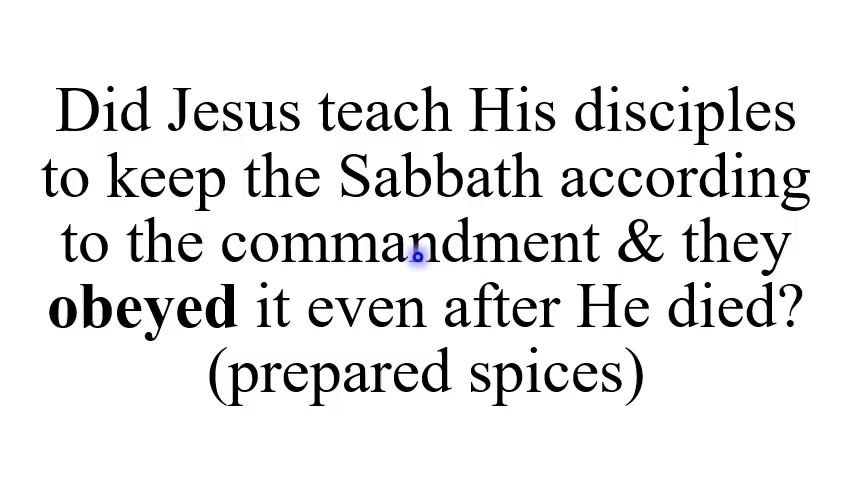 Did Jesus teach His disciples
to keep the Sabbath according
to the commandment & they
obeyed it even after He died?
(prepared spices)